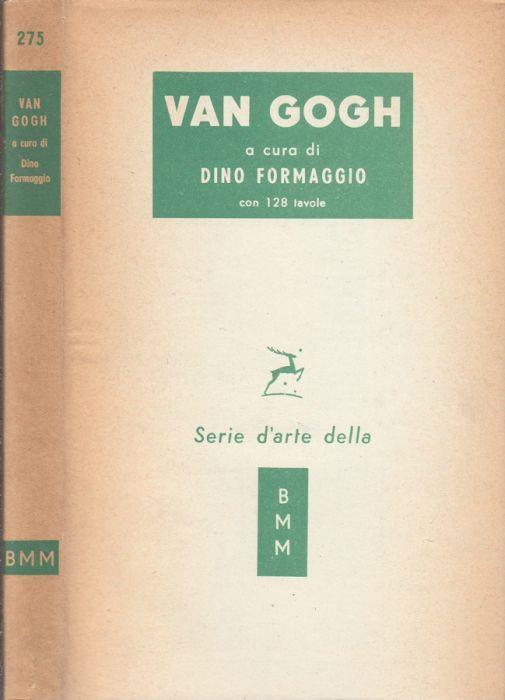 275
VAN
GOGH
a cura di
Dino
Formaggio
BMM
VAN GOGH
a cura di
DINO FORMAGGIO
con 128 tavole
Serie d'arte della
B
M
M